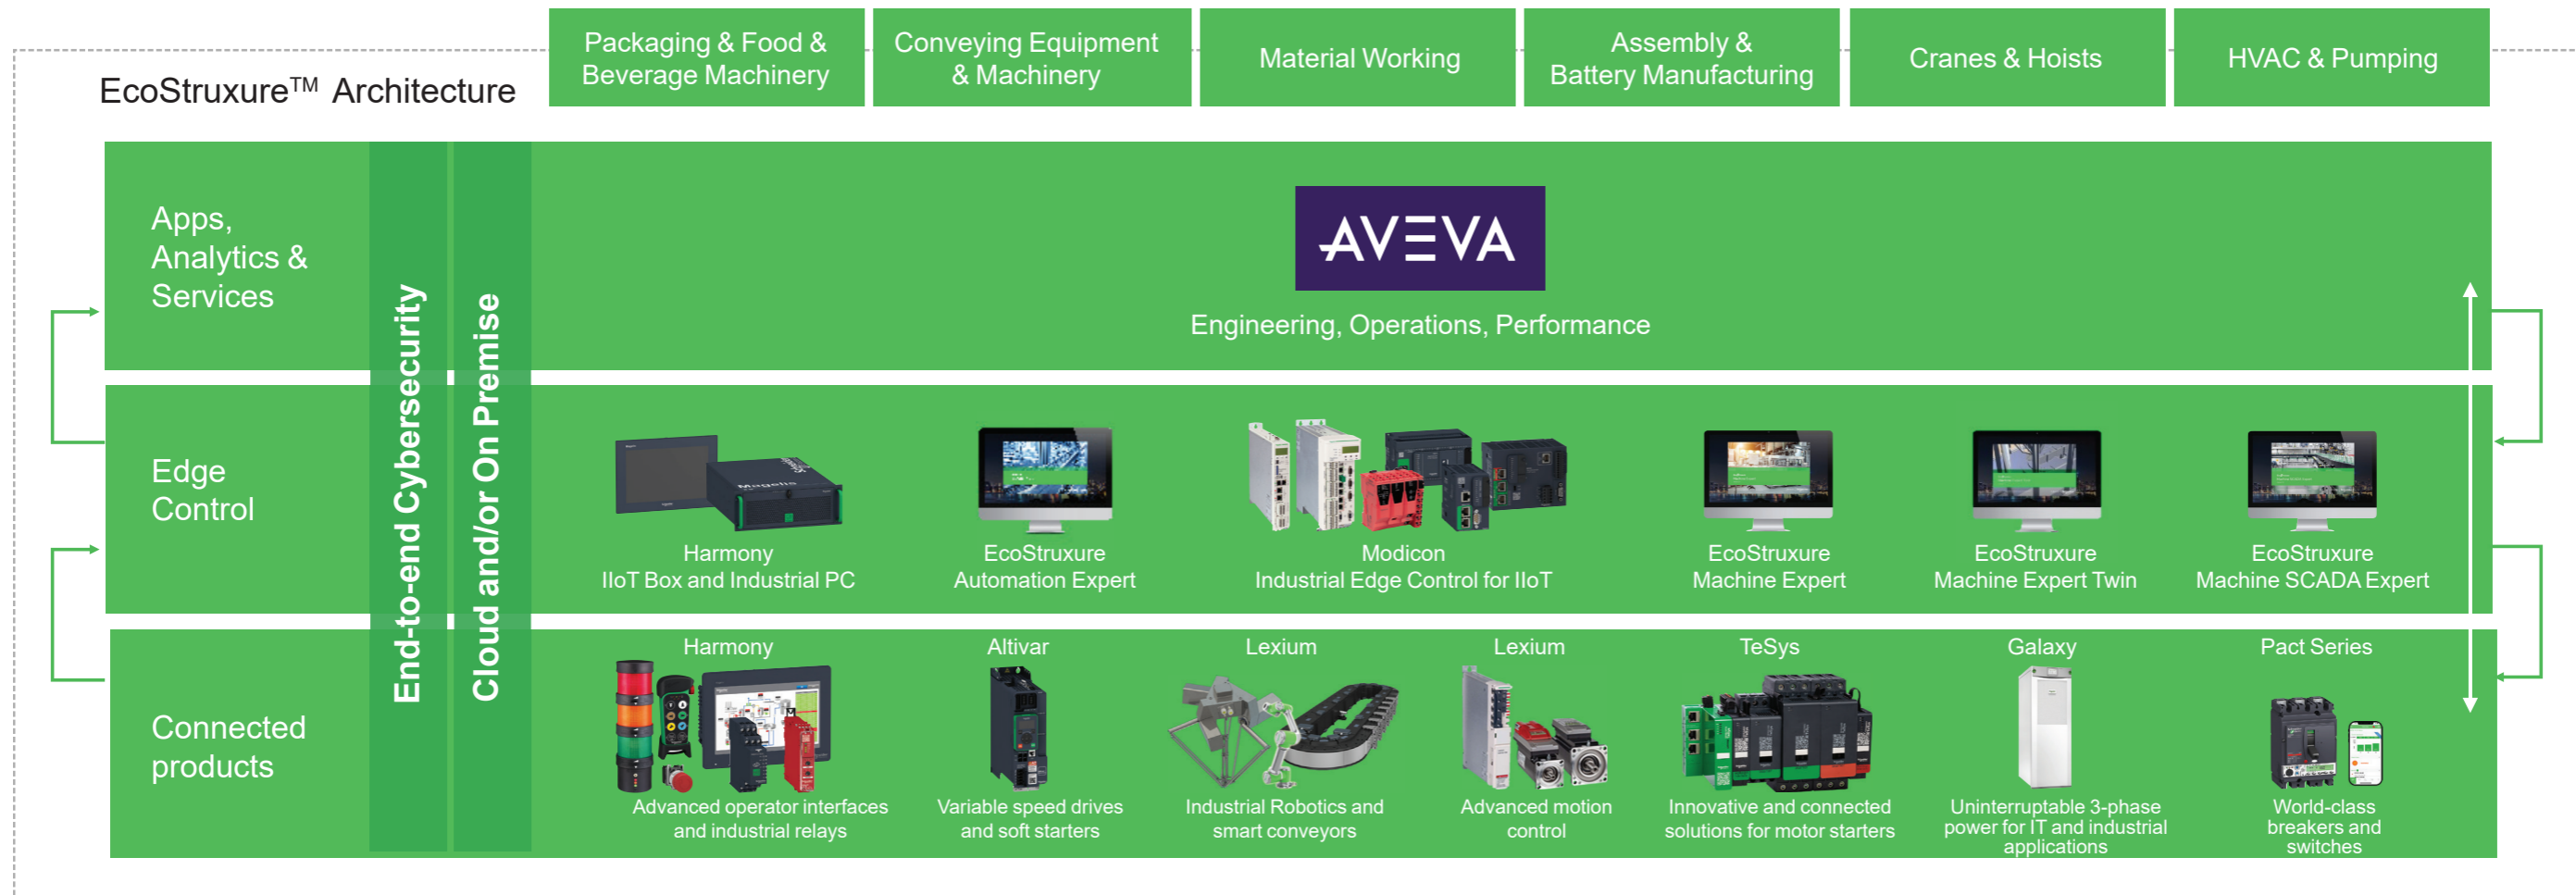 Packaging & Food &
Beverage Machinery
Conveying Equipment
& Machinery
Material Working
Assembly &
Battery Manufacturing
Cranes & Hoists
HVAC & Pumping
EcoStruxure™ Architecture
Apps,
Analytics &
Services
End-to-end Cybersecurity
Cloud and/or On Premise
AVEVA
Engineering, Operations, Performance
Edge
Control
Magelis
Harmony
IIoT Box and Industrial PC
EcoStruxure
Automation Expert
Modicon
Industrial Edge Control for IIoT
EcoStruxure
Machine Expert
EcoStruxure
Machine Expert Twin
EcoStruxure
Machine SCADA Expert
Connected
products
Harmony
Advanced operator interfaces
and industrial relays
Altivar
Variable speed drives
and soft starters
Lexium
Industrial Robotics and
smart conveyors
Lexium
Advanced motion
control
TeSys
Innovative and connected
solutions for motor starters
Galaxy
Uninterruptable 3-phase
power for IT and industrial
applications
Pact Series
World-class
breakers and
switches